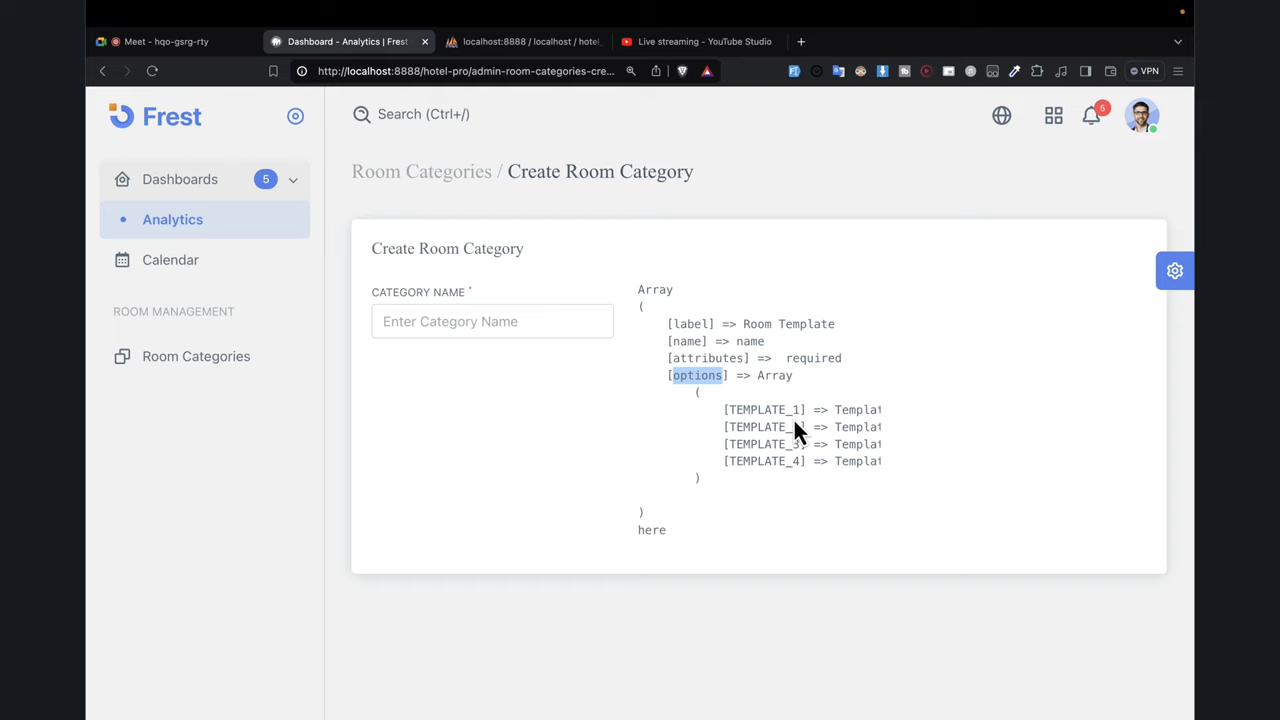 Meet - hqo-gsrg-rty
Dashboard - Analytics | Frest
localhost:8888 / localhost / hotel_
Live streaming - YouTube Studio
http://localhost:8888/hotel-pro/admin-room-categories-cre...
VPN
Frest
Search (Ctrl+/)
5
Dashboards
5
Analytics
Calendar
ROOM MANAGEMENT
Room Categories
Room Categories / Create Room Category
Create Room Category
CATEGORY NAME *
Enter Category Name
Array
(
[label] => Room Template
[name] => name
[attributes] => required
[options] => Array
(
[TEMPLATE_1] => Templat
[TEMPLATE_ ] => Templat
[TEMPLATE_3] => Templat
[TEMPLATE_4] => Templat
)
)
here